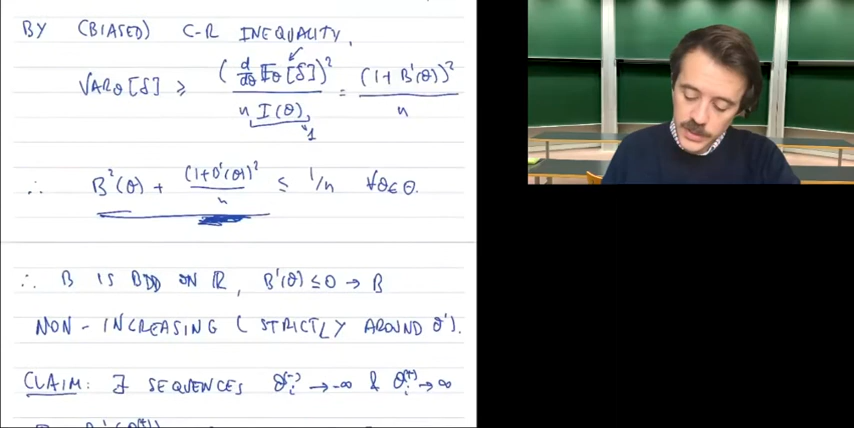 BY (BIASED) C-R INEQUALITY,
VARθ[δ] ≥ (d/dθ Eθ[δ])² / n I(θ) = (1+B'(θ))² / n
→ 1
∴ B²(θ) + (1+B'(θ))² / n ≤ 1/n ∀θ∈Θ.
∴ B IS BDD ON ℝ, B'(θ) ≤ 0 → B
NON-INCREASING (STRICTLY AROUND θ').
CLAIM: ∃ SEQUENCES θᵢ⁽⁻⁾ → -∞ & θᵢ⁽⁺⁾ → ∞